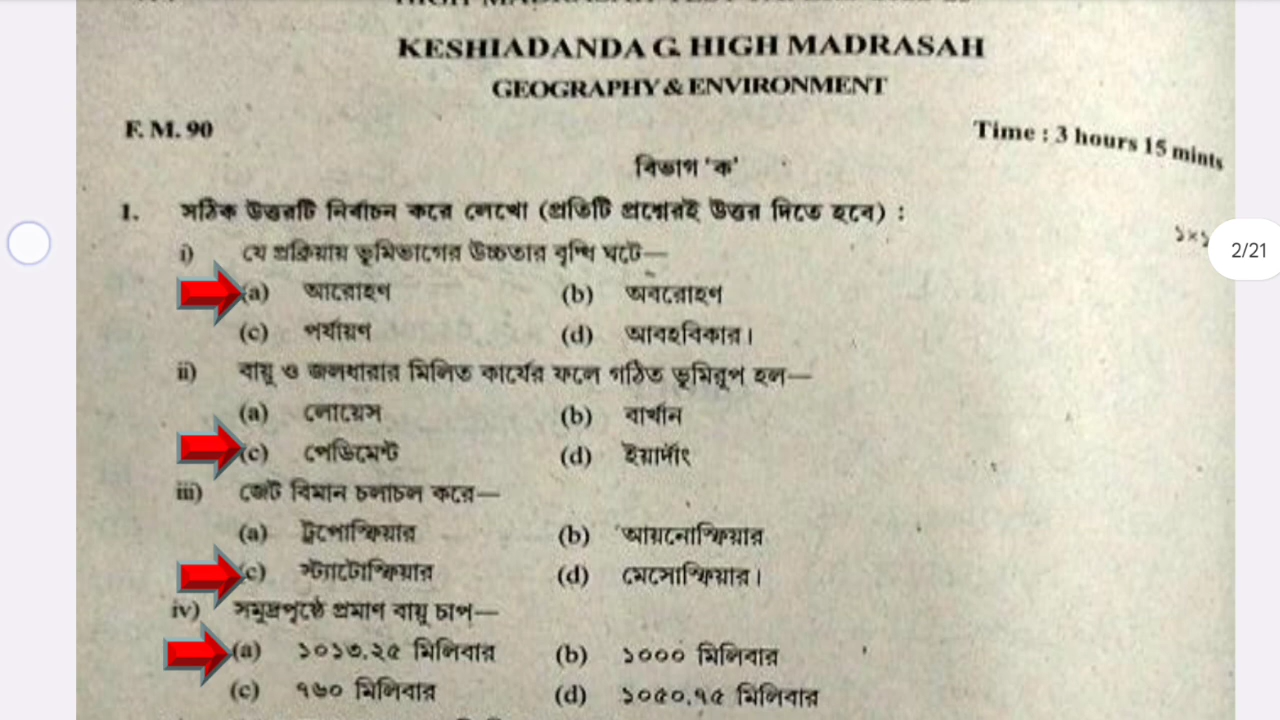 KESHIADANDA G. HIGH MADRASAH
GEOGRAPHY & ENVIRONMENT
F. M. 90
Time : 3 hours 15 mints
বিভাগ 'ক'
1. সঠিক উত্তরটি নির্বাচন করে লেখো (প্রতিটি প্রশ্নেরই উত্তর দিতে হবে) :
2/21
i) যে প্রক্রিয়ায় ভূমিভাগের উচ্চতার বৃদ্ধি ঘটে—
(a) আরোহণ (b) অবরোহণ
(c) পর্যায়ণ (d) আবহবিকার।
ii) বায়ু ও জলধারার মিলিত কার্যের ফলে গঠিত ভূমিরূপ হল—
(a) লোয়েস (b) বার্খান
(c) পেডিমেন্ট (d) ইয়ার্দাং
iii) জেট বিমান চলাচল করে—
(a) ট্রপোস্ফিয়ার (b) আয়নোস্ফিয়ার
(c) স্ট্যাটোস্ফিয়ার (d) মেসোস্ফিয়ার।
iv) সমুদ্রপৃষ্ঠে প্রমাণ বায়ু চাপ—
(a) ১০১৩.২৫ মিলিবার (b) ১০০০ মিলিবার
(c) ৭৬০ মিলিবার (d) ১০৫০.৭৫ মিলিবার